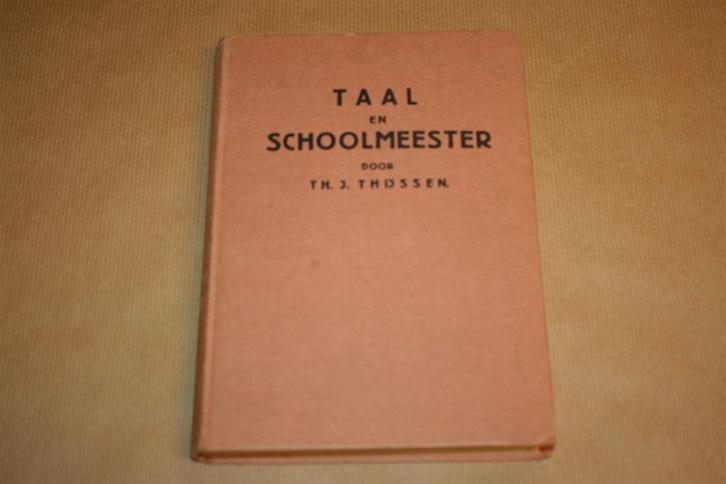 TAAL
EN
SCHOOLMEESTER
DOOR
TH. J. THIJSSEN.